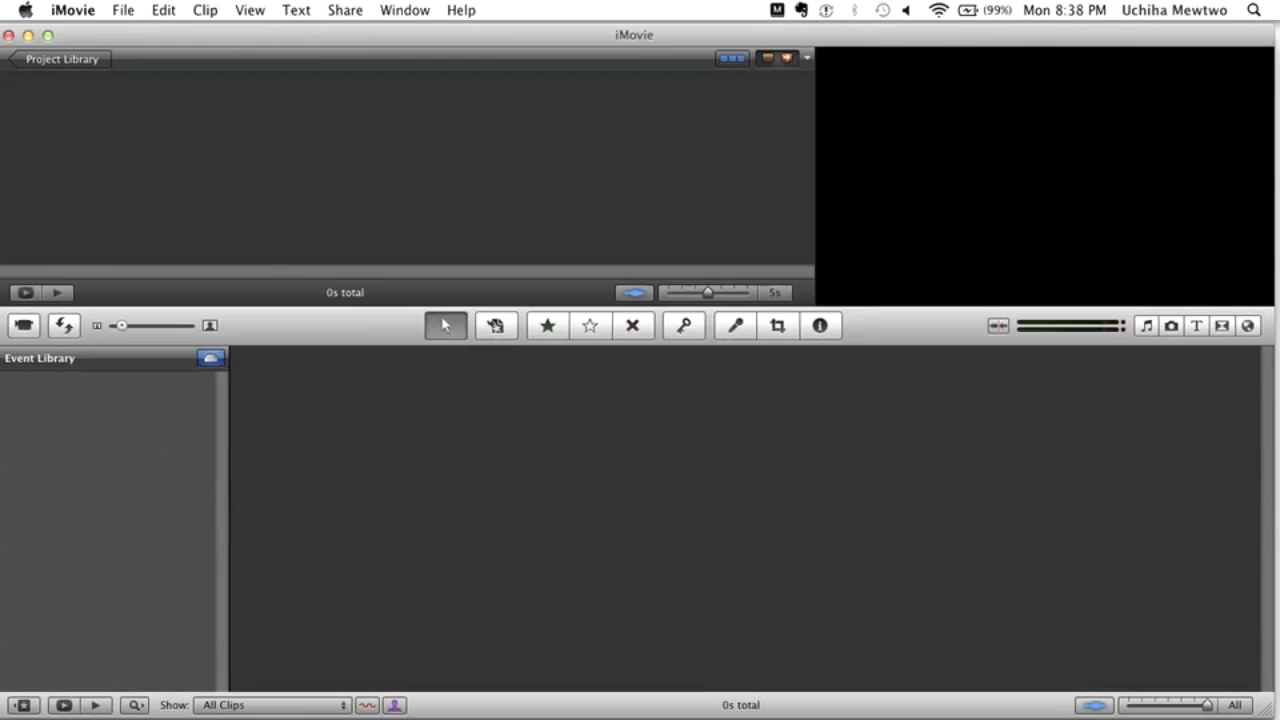 iMovie File Edit Clip View Text Share Window Help (99%) Mon 8:38 PM Uchiha Mewtwo
iMovie
Project Library
0s total 5s
Event Library
Show: All Clips 0s total All